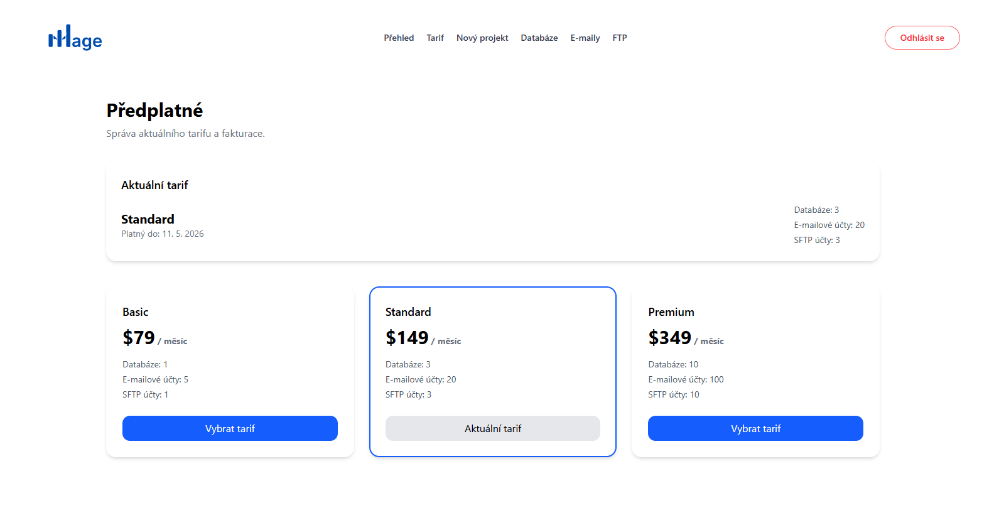 mage
Přehled Tarif Nový projekt Databáze E-maily FTP
Odhlásit se
Předplatné
Správa aktuálního tarifu a fakturace.
Aktuální tarif
Standard
Platný do: 11. 5. 2026
Databáze: 3
E-mailové účty: 20
SFTP účty: 3
Basic
$79 / měsíc
Databáze: 1
E-mailové účty: 5
SFTP účty: 1
Vybrat tarif
Standard
$149 / měsíc
Databáze: 3
E-mailové účty: 20
SFTP účty: 3
Aktuální tarif
Premium
$349 / měsíc
Databáze: 10
E-mailové účty: 100
SFTP účty: 10
Vybrat tarif